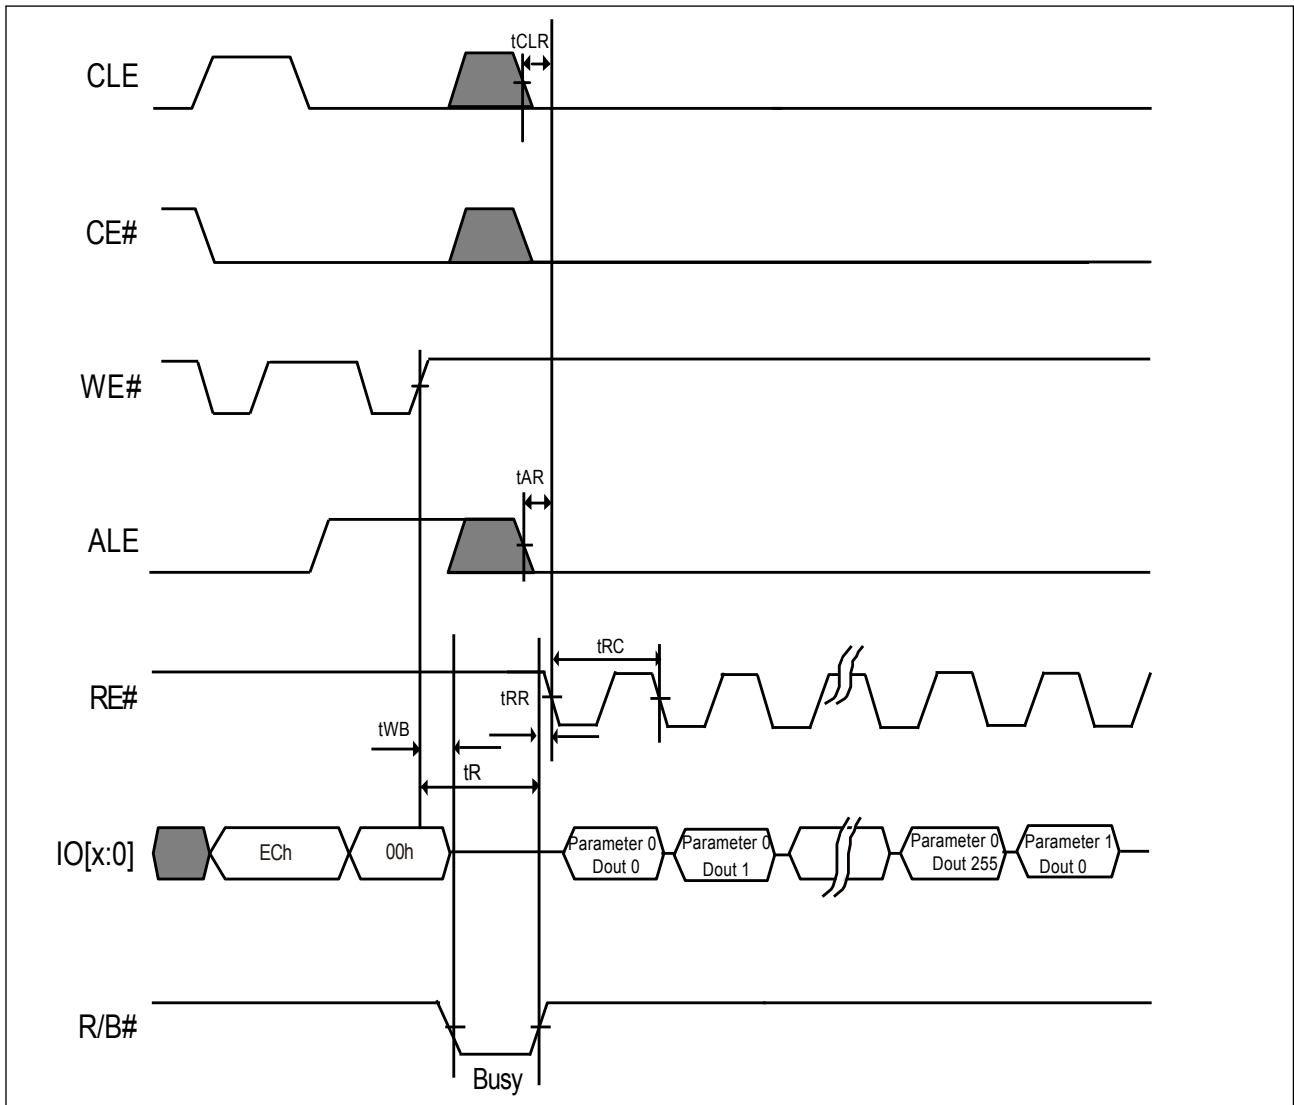 tCLR
CLE
CE#
WE#
tAR
ALE
tRC
RE#
tRR
tWB
tR
IO[x:0]
ECh
00h
Parameter 0
Dout 0
Parameter 0
Dout 1
Parameter 0
Dout 255
Parameter 1
Dout 0
R/B#
Busy